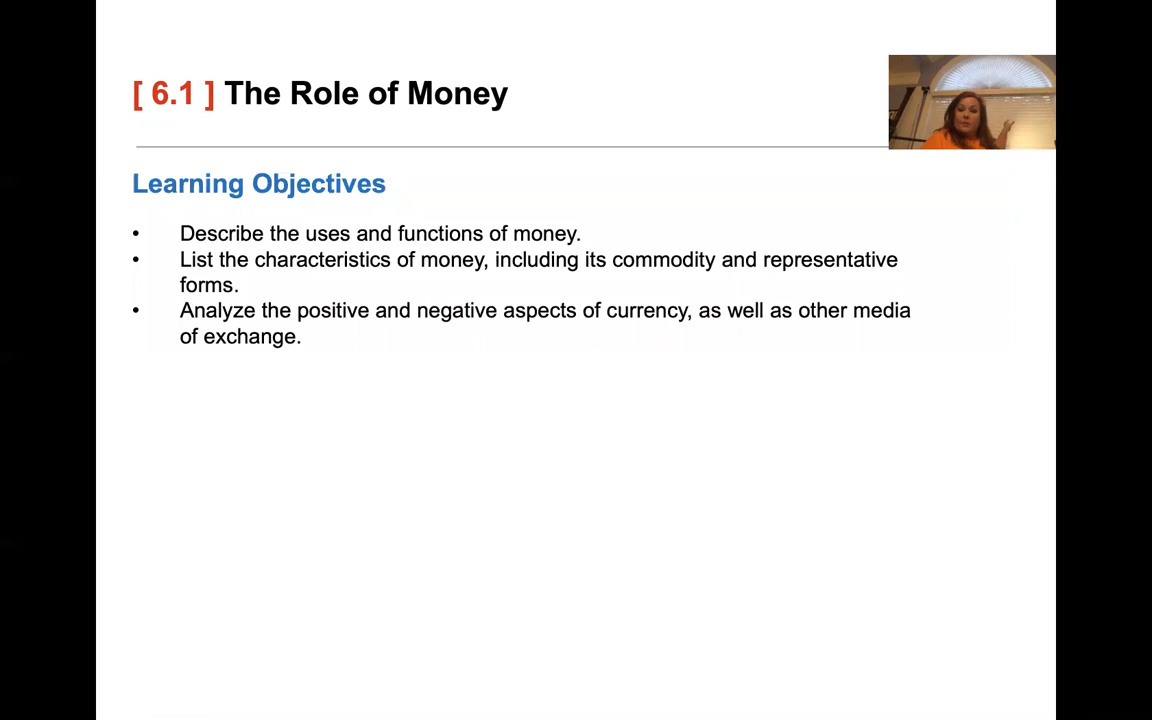 [ 6.1 ] The Role of Money
Learning Objectives
• Describe the uses and functions of money.
• List the characteristics of money, including its commodity and representative
forms.
• Analyze the positive and negative aspects of currency, as well as other media
of exchange.